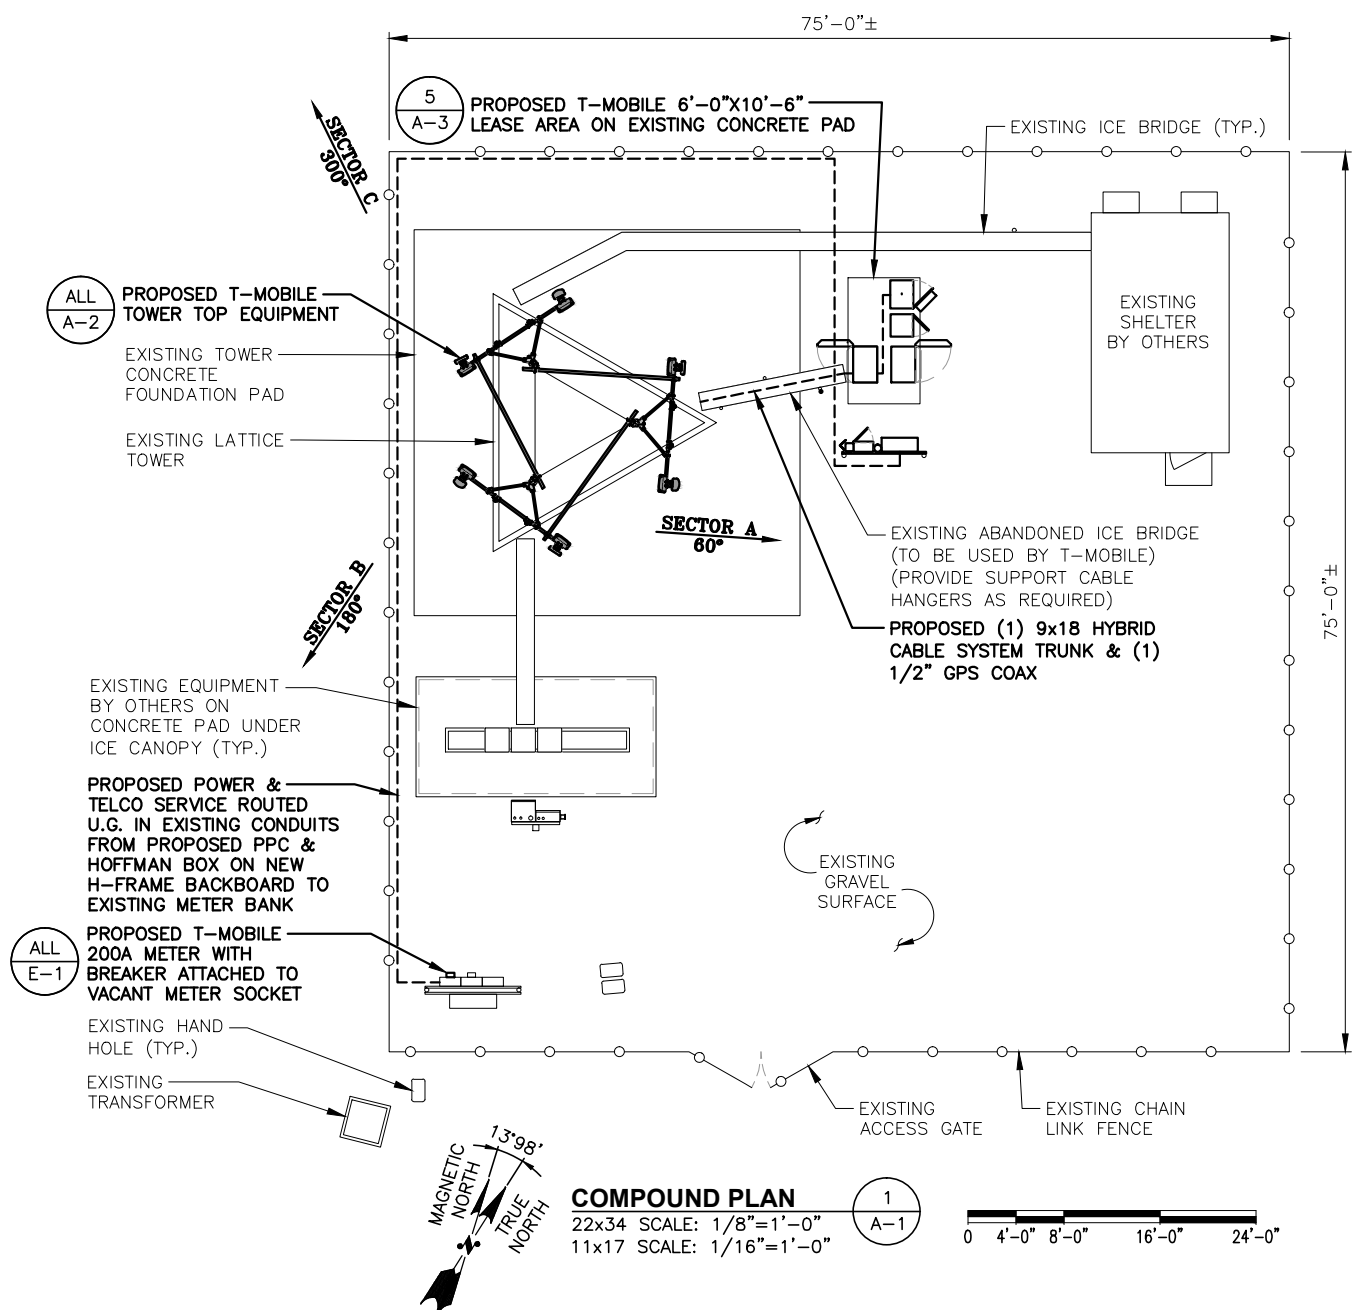 75'-0"±
5
A-3
PROPOSED T-MOBILE 6'-0"X10'-6"
LEASE AREA ON EXISTING CONCRETE PAD
EXISTING ICE BRIDGE (TYP.)
SECTOR C
300°
ALL
A-2
PROPOSED T-MOBILE
TOWER TOP EQUIPMENT
EXISTING TOWER
CONCRETE
FOUNDATION PAD
EXISTING LATTICE
TOWER
EXISTING
SHELTER
BY OTHERS
SECTOR A
60°
EXISTING ABANDONED ICE BRIDGE
(TO BE USED BY T-MOBILE)
(PROVIDE SUPPORT CABLE
HANGERS AS REQUIRED)
PROPOSED (1) 9x18 HYBRID
CABLE SYSTEM TRUNK & (1)
1/2" GPS COAX
75'-0"±
SECTOR B
180°
EXISTING EQUIPMENT
BY OTHERS ON
CONCRETE PAD UNDER
ICE CANOPY (TYP.)
PROPOSED POWER &
TELCO SERVICE ROUTED
U.G. IN EXISTING CONDUITS
FROM PROPOSED PPC &
HOFFMAN BOX ON NEW
H-FRAME BACKBOARD TO
EXISTING METER BANK
EXISTING
GRAVEL
SURFACE
ALL
E-1
PROPOSED T-MOBILE
200A METER WITH
BREAKER ATTACHED TO
VACANT METER SOCKET
EXISTING HAND
HOLE (TYP.)
EXISTING
TRANSFORMER
EXISTING
ACCESS GATE
EXISTING CHAIN
LINK FENCE
13°98'
MAGNETIC
NORTH
TRUE
NORTH
N
COMPOUND PLAN
22x34 SCALE: 1/8"=1'-0"
11x17 SCALE: 1/16"=1'-0"
1
A-1
0 4'-0" 8'-0" 16'-0" 24'-0"